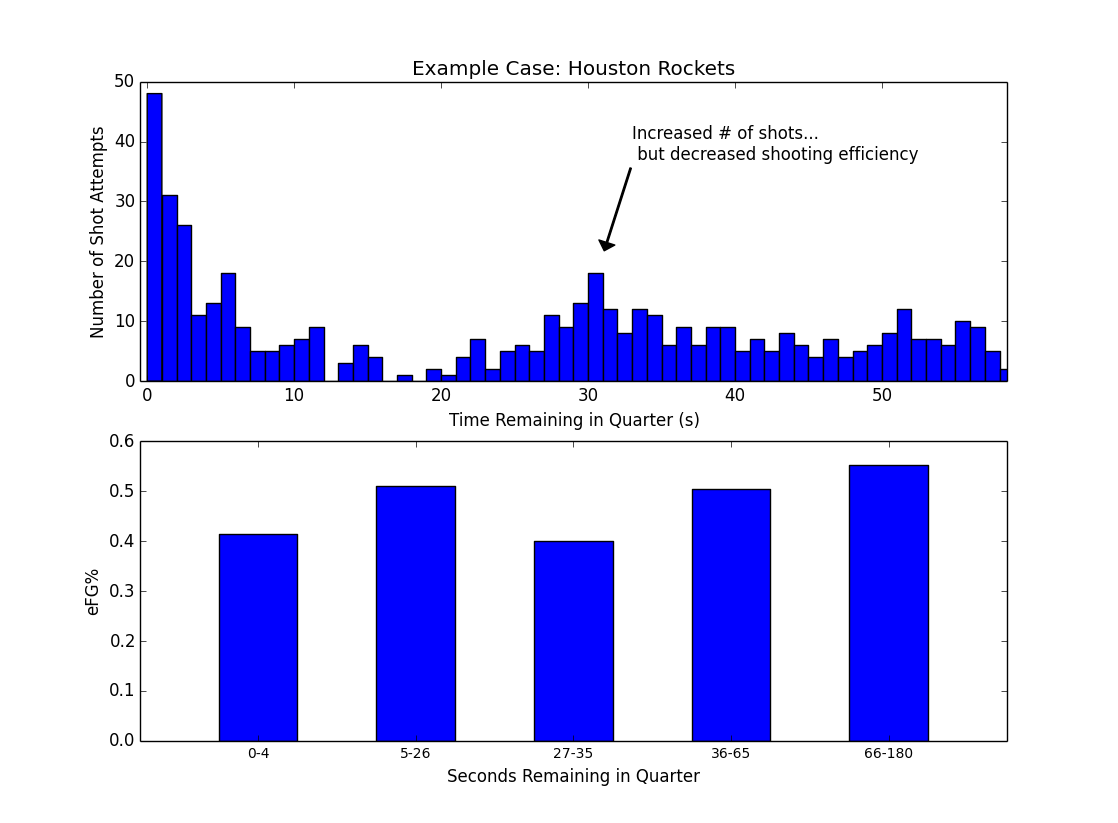 Example Case: Houston Rockets
50
40
30
20
10
0
Number of Shot Attempts
Increased # of shots...
but decreased shooting efficiency
0 10 20 30 40 50
Time Remaining in Quarter (s)
0.6
0.5
0.4
0.3
0.2
0.1
0.0
eFG%
0-4 5-26 27-35 36-65 66-180
Seconds Remaining in Quarter